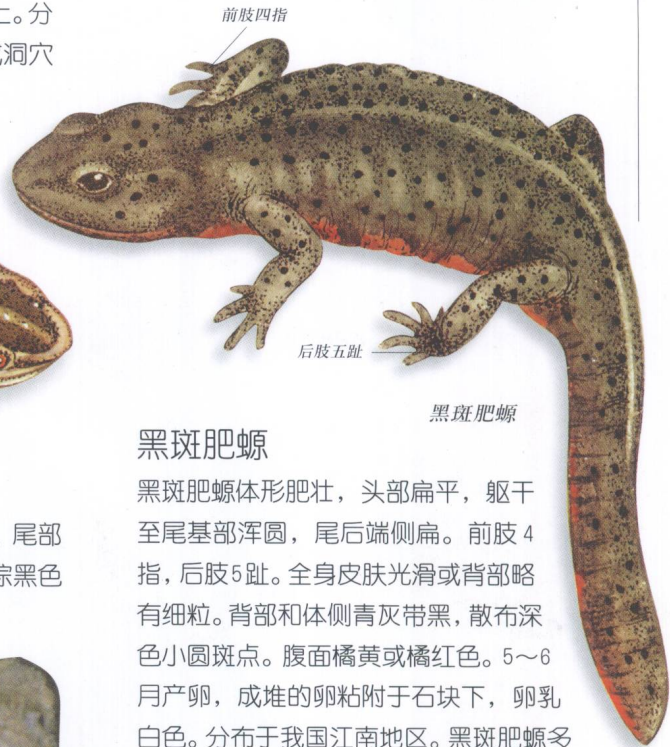 上。分
洞穴
前肢四指
后肢五趾
黑斑肥螈
尾部
棕黑色
黑斑肥螈
黑斑肥螈体形肥壮，头部扁平，躯干
至尾基部浑圆，尾后端侧扁。前肢4
指，后肢5趾。全身皮肤光滑或背部略
有细粒。背部和体侧青灰带黑，散布深
色小圆斑点。腹面橘黄或橘红色。5～6
月产卵，成堆的卵粘附于石块下，卵乳
白色。分布于我国江南地区。黑斑肥螈多